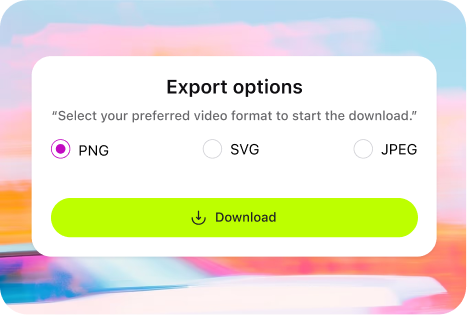 Export options
“Select your preferred video format to start the download.”
PNG SVG JPEG
Download